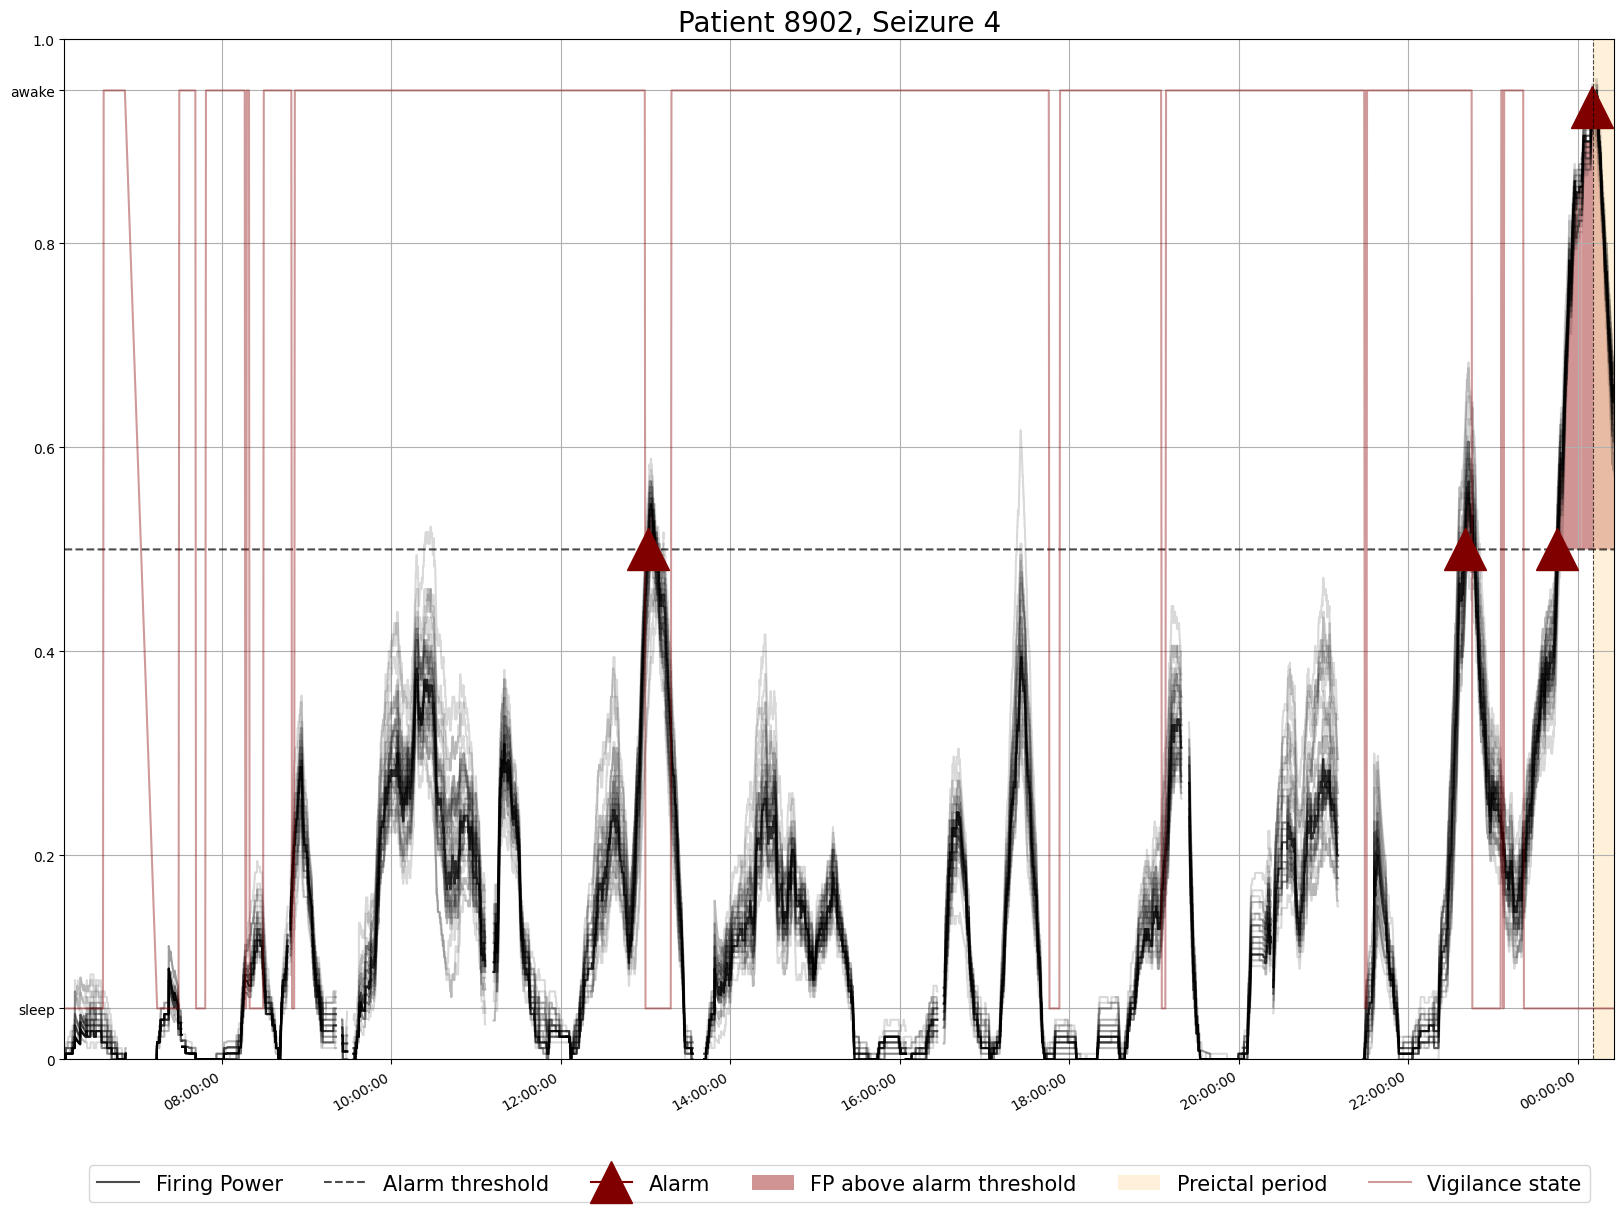 Patient 8902, Seizure 4
1.0
awake
0.8
0.6
0.4
0.2
sleep
0
08:00:00
10:00:00
12:00:00
14:00:00
16:00:00
18:00:00
20:00:00
22:00:00
00:00:00
Firing Power
Alarm threshold
Alarm
FP above alarm threshold
Preictal period
Vigilance state